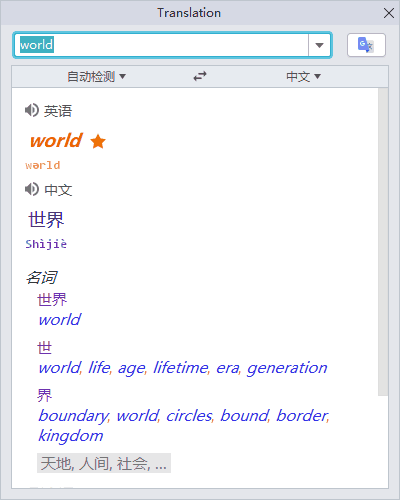 Translation
world
自动检测 中文
英语
world
wərld
中文
世界
Shìjiè
名词
世界
world
世
world, life, age, lifetime, era, generation
界
boundary, world, circles, bound, border,
kingdom
天地, 人间, 社会, ...